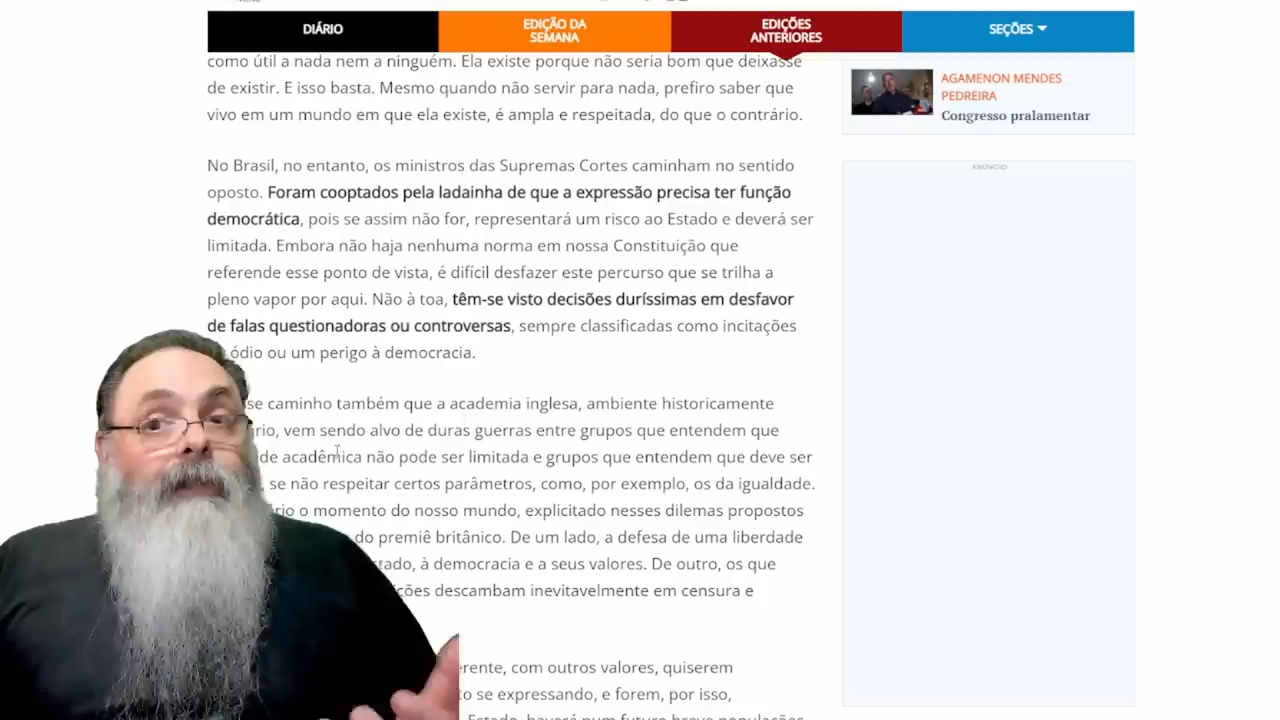 DIÁRIO
EDIÇÃO DA
SEMANA
EDIÇÕES
ANTERIORES
SEÇÕES
como útil a nada nem a ninguém. Ela existe porque não seria bom que deixasse
de existir. E isso basta. Mesmo quando não servir para nada, prefiro saber que
vivo em um mundo em que ela existe, é ampla e respeitada, do que o contrário.
No Brasil, no entanto, os ministros das Supremas Cortes caminham no sentido
oposto. Foram cooptados pela ladainha de que a expressão precisa ter função
democrática, pois se assim não for, representará um risco ao Estado e deverá ser
limitada. Embora não haja nenhuma norma em nossa Constituição que
referende esse ponto de vista, é difícil desfazer este percurso que se trilha a
pleno vapor por aqui. Não à toa, têm-se visto decisões duríssimas em desfavor
de falas questionadoras ou controversas, sempre classificadas como incitações
ódio ou um perigo à democracia.
se caminho também que a academia inglesa, ambiente historicamente
rio, vem sendo alvo de duras guerras entre grupos que entendem que
de acadêmica não pode ser limitada e grupos que entendem que deve ser
se não respeitar certos parâmetros, como, por exemplo, os da igualdade.
rio o momento do nosso mundo, explicitado nesses dilemas propostos
do premiê britânico. De um lado, a defesa de uma liberdade
tado, à democracia e a seus valores. De outro, os que
ções descambam inevitavelmente em censura e
erente, com outros valores, quiserem
to se expressando, e forem, por isso,
Estado, haverá num futuro breve populações
AGAMENON MENDES
PEDREIRA
Congresso pralamentar
ANÚNCIO